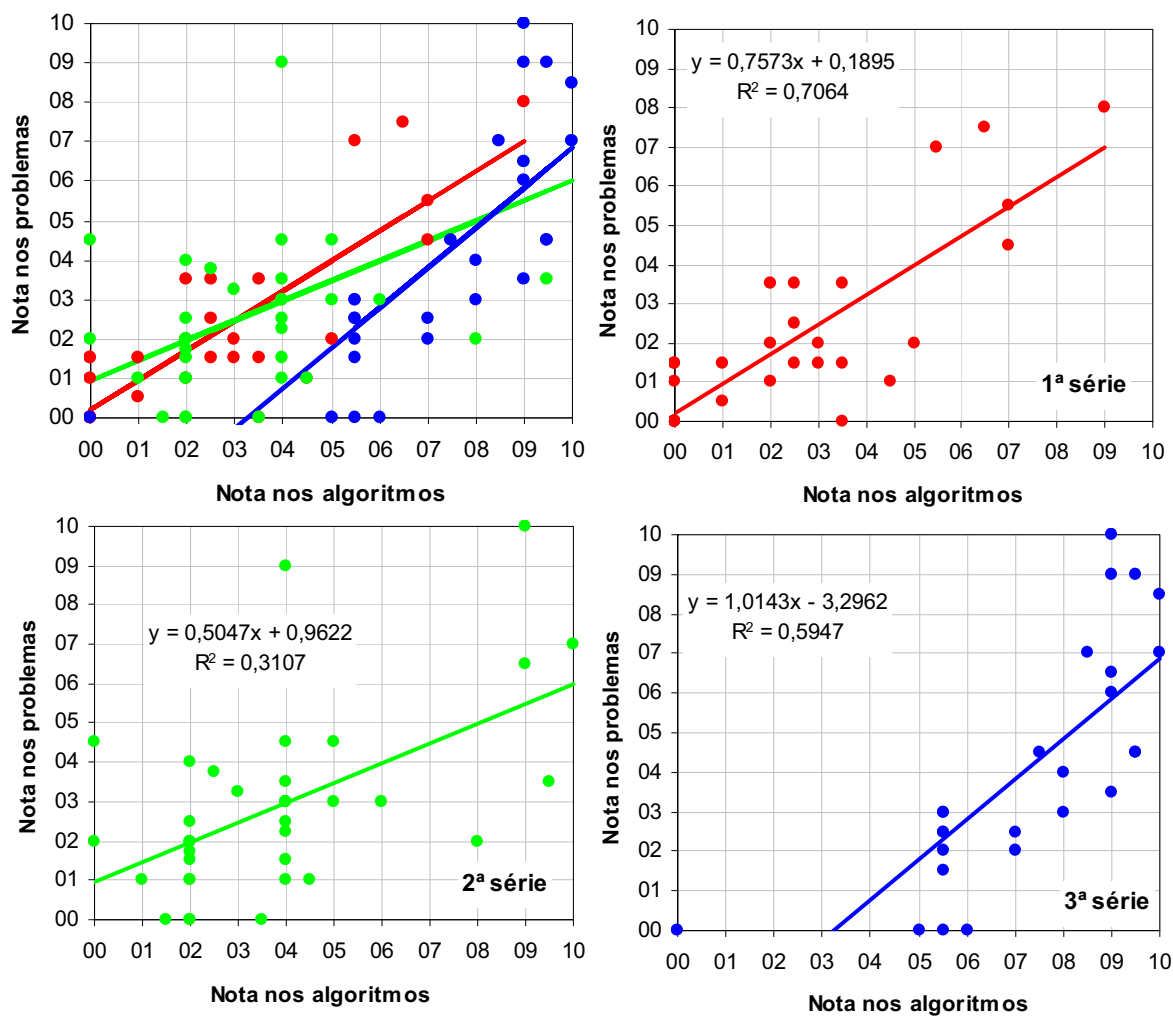 10
09
08
07
06
05
04
03
02
01
00
Nota nos problemas
00 01 02 03 04 05 06 07 08 09 10
Nota nos algoritmos
10
09
08
07
06
05
04
03
02
01
00
Nota nos problemas
y = 0,7573x + 0,1895
R² = 0,7064
1ª série
00 01 02 03 04 05 06 07 08 09 10
Nota nos algoritmos
10
09
08
07
06
05
04
03
02
01
00
Nota nos problemas
y = 0,5047x + 0,9622
R² = 0,3107
2ª série
00 01 02 03 04 05 06 07 08 09 10
Nota nos algoritmos
10
09
08
07
06
05
04
03
02
01
00
Nota nos problemas
y = 1,0143x - 3,2962
R² = 0,5947
3ª série
00 01 02 03 04 05 06 07 08 09 10
Nota nos algoritmos